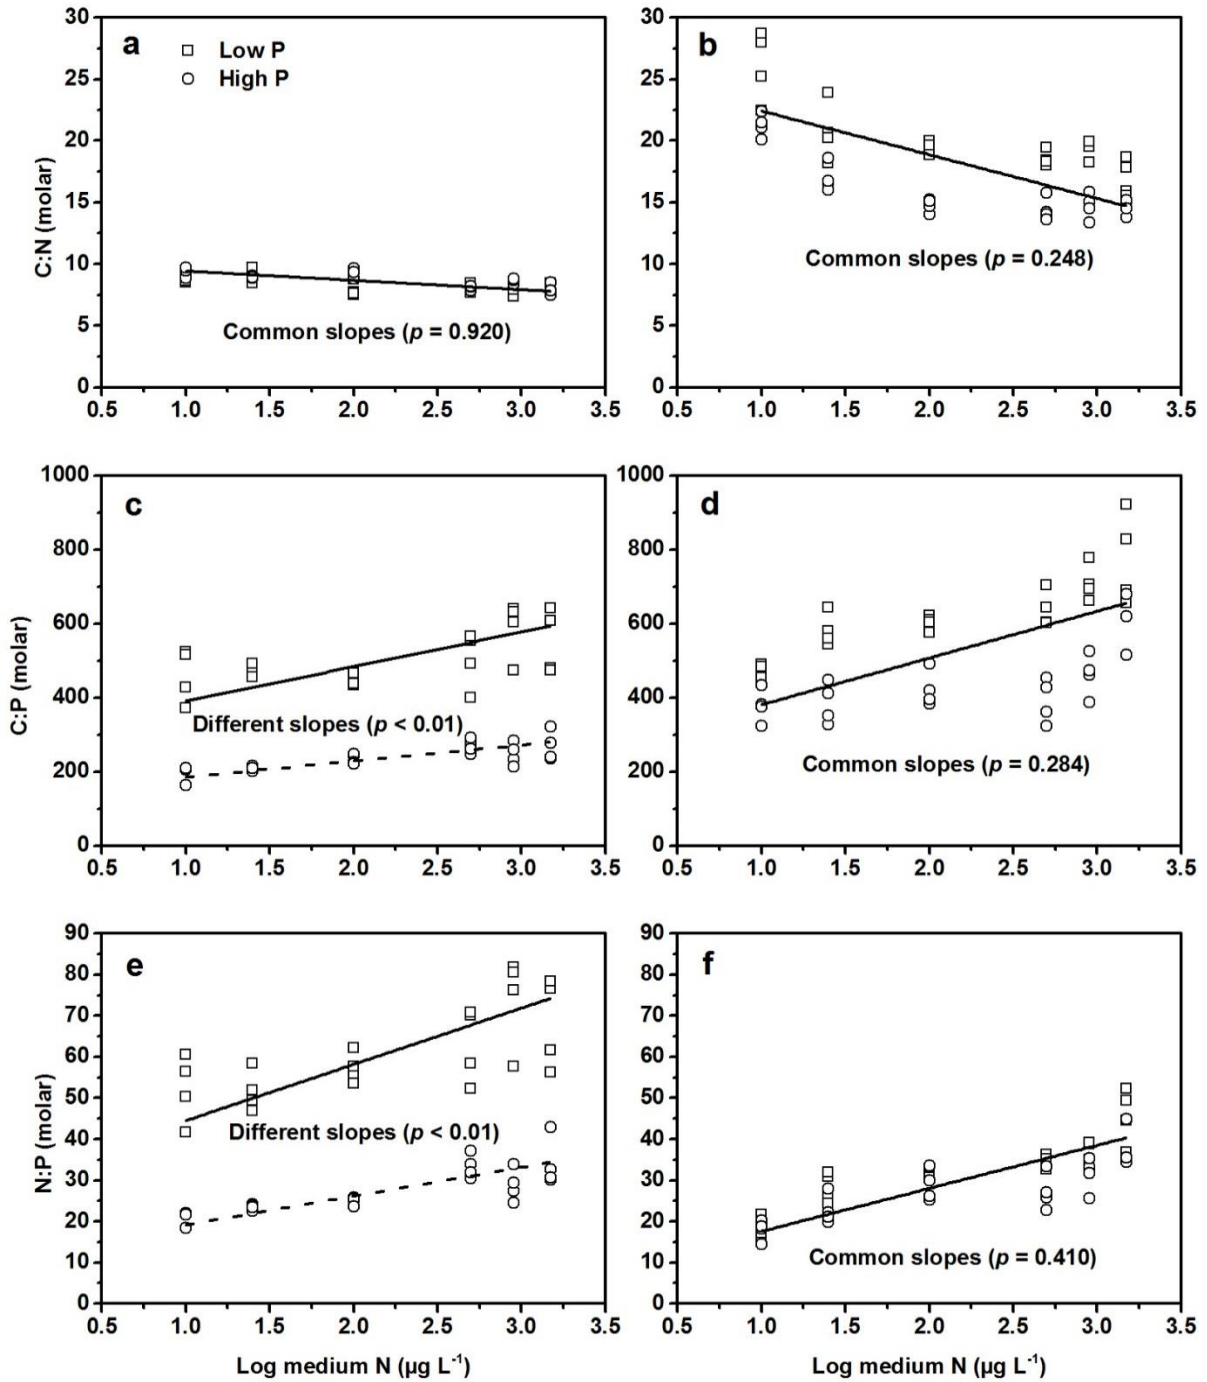 30
25
20
15
10
5
0
C:N (molar)
a
Low P
High P
Common slopes (p = 0.920)
0.5 1.0 1.5 2.0 2.5 3.0 3.5
30
25
20
15
10
5
0
b
Common slopes (p = 0.248)
0.5 1.0 1.5 2.0 2.5 3.0 3.5
1000
800
600
400
200
0
C:P (molar)
c
Different slopes (p < 0.01)
0.5 1.0 1.5 2.0 2.5 3.0 3.5
1000
800
600
400
200
0
d
Common slopes (p = 0.284)
0.5 1.0 1.5 2.0 2.5 3.0 3.5
90
80
70
60
50
40
30
20
10
0
N:P (molar)
e
Different slopes (p < 0.01)
0.5 1.0 1.5 2.0 2.5 3.0 3.5
Log medium N (µg L⁻¹)
90
80
70
60
50
40
30
20
10
0
f
Common slopes (p = 0.410)
0.5 1.0 1.5 2.0 2.5 3.0 3.5
Log medium N (µg L⁻¹)